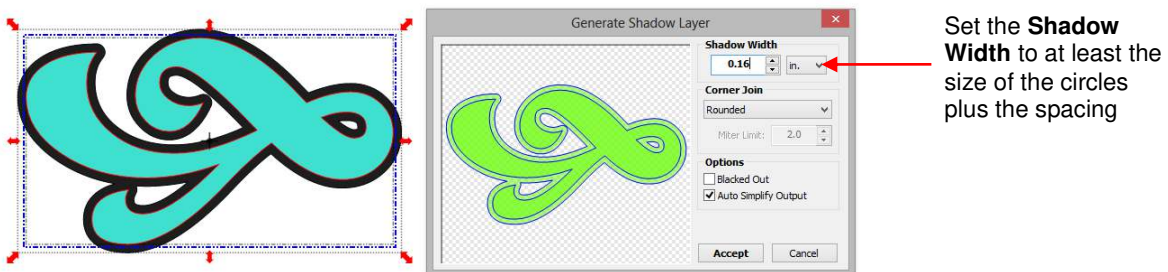 Generate Shadow Layer
Shadow Width
0.16
in.
Corner Join
Rounded
Miter Limit: 2.0
Options
Blacked Out
Auto Simplify Output
Accept
Cancel
Set the Shadow
Width to at least the
size of the circles
plus the spacing